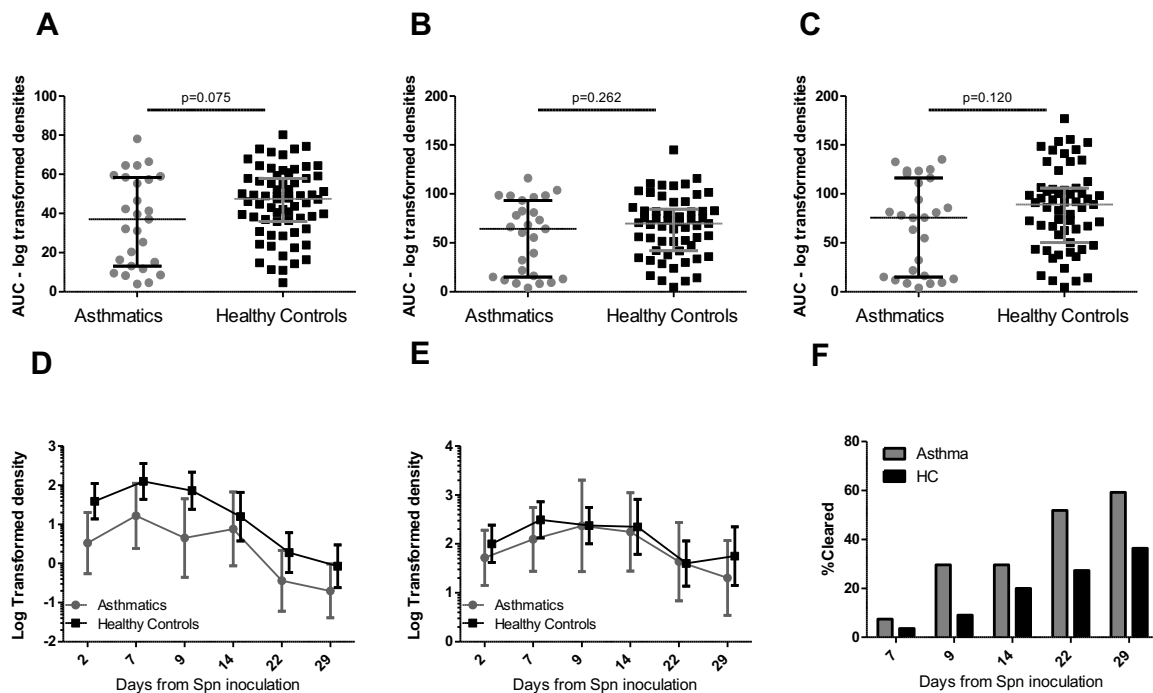 A
B
C
AUC - log transformed densities
100
80
60
40
20
0
p=0.075
Asthmatics
Healthy Controls
AUC - log transformed densities
200
150
100
50
0
p=0.262
Asthmatics
Healthy Controls
AUC - log transformed densities
200
150
100
50
0
p=0.120
Asthmatics
Healthy Controls
D
E
F
Log Transformed density
3
2
1
0
-1
-2
Asthmatics
Healthy Controls
2
7
9
14
22
29
Days from Spn inoculation
Log Transformed density
4
3
2
1
0
Asthmatics
Healthy Controls
2
7
9
14
22
29
Days from Spn inoculation
%Cleared
80
60
40
20
0
Asthma
HC
7
9
14
22
29
Days from Spn inoculation